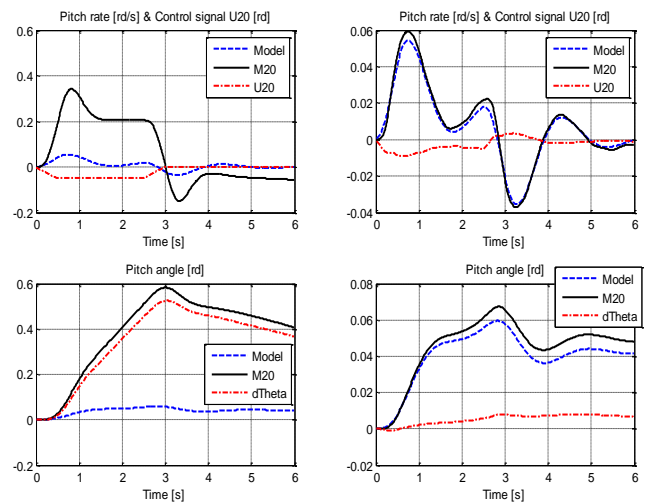 Pitch rate [rd/s] & Control signal U20 [rd]
0.6
0.4
0.2
0
-0.2
Model
M20
U20
0 1 2 3 4 5 6
Time [s]
Pitch rate [rd/s] & Control signal U20 [rd]
0.06
0.04
0.02
0
-0.02
-0.04
Model
M20
U20
0 1 2 3 4 5 6
Time [s]
Pitch angle [rd]
0.6
0.4
0.2
0
-0.2
Model
M20
dTheta
0 1 2 3 4 5 6
Time [s]
Pitch angle [rd]
0.08
0.06
0.04
0.02
0
-0.02
Model
M20
dTheta
0 1 2 3 4 5 6
Time [s]